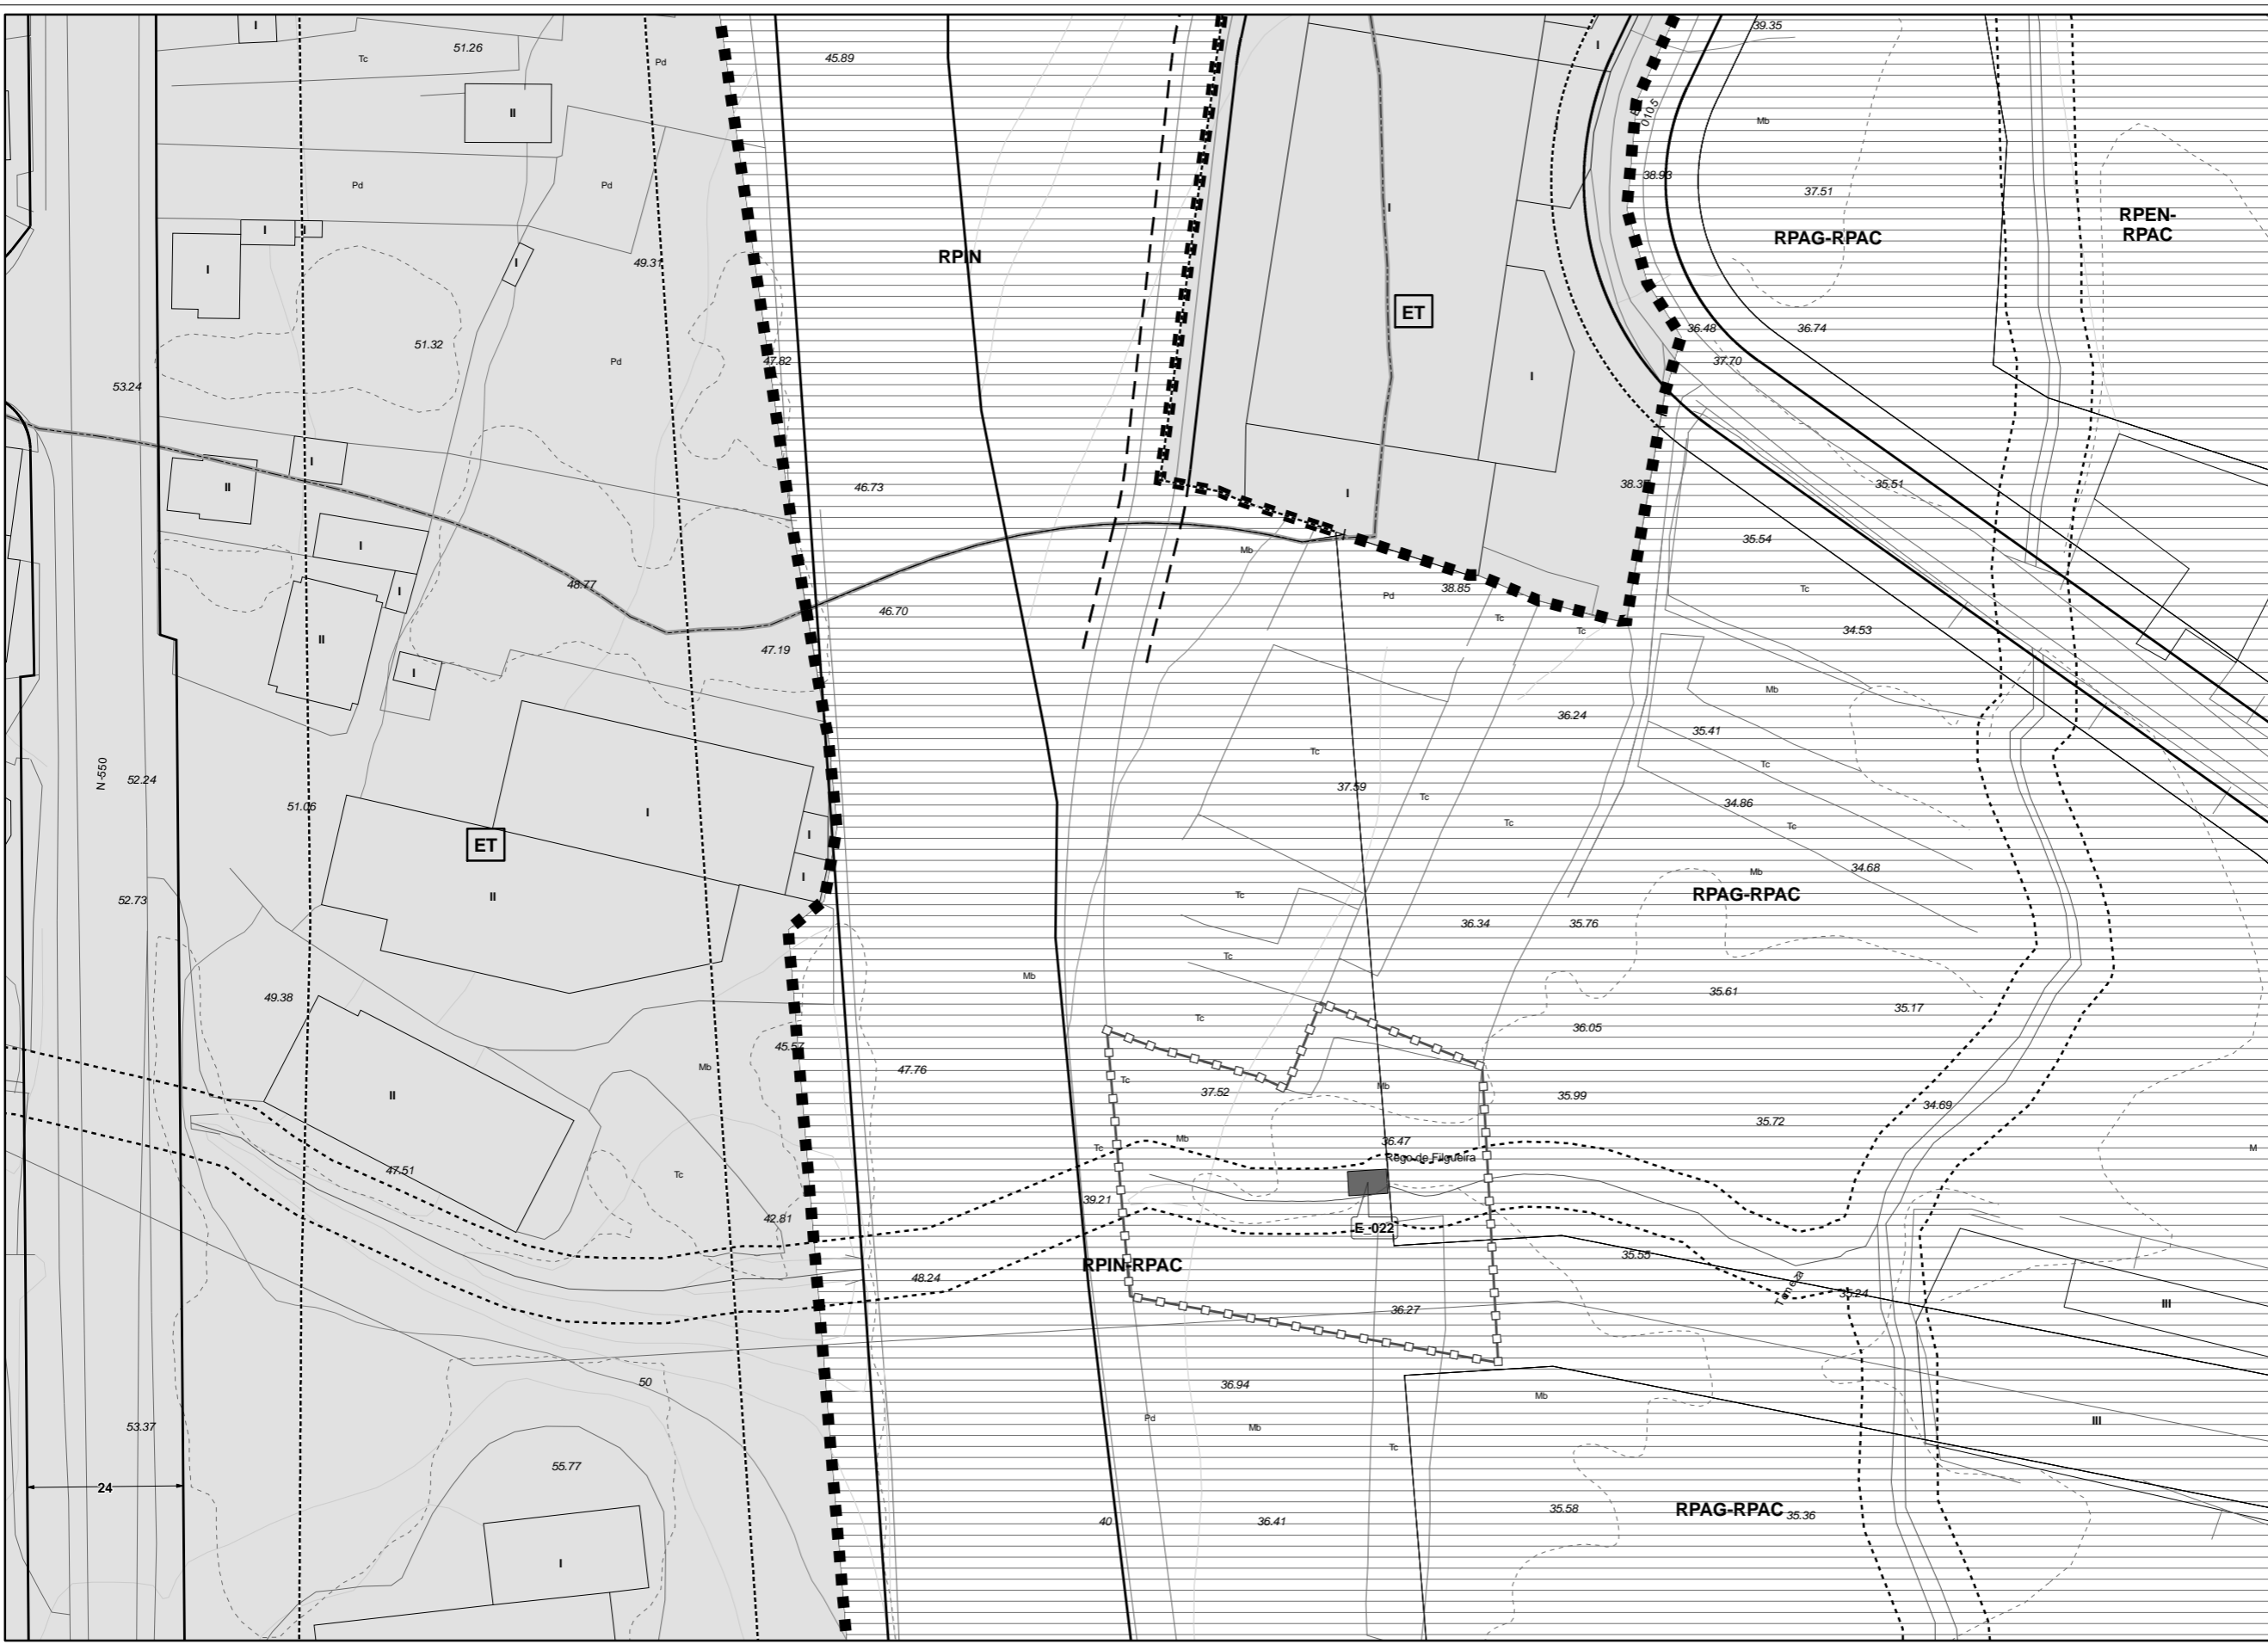 I
51.26
Tc
Pd
45.89
I
39.35
II
Mb
Pd
Pd
38.93
37.51
I
RPEN-
RPAC
I
I
RPAG-RPAC
RPIN
I
I
49.31
ET
51.32
Pd
47.82
36.48
36.74
37.70
53.24
I
I
II
46.73
I
38.37
35.51
I
Mb
35.54
48.77
I
46.70
Pd
38.85
Tc
Tc
Tc
34.53
II
47.19
I
Mb
36.24
35.41
Tc
Tc
N-550
52.24
51.06
37.59
Tc
34.86
I
Tc
Tc
I
ET
34.68
Mb
I
II
Tc
RPAG-RPAC
52.73
36.34
35.76
Tc
Mb
49.38
35.61
35.17
Tc
36.05
45.57
Mb
47.76
Tc
Mb
37.52
35.99
II
34.69
35.72
Mb
36.47
Tc
M
Rego de Filgueira
47.51
Tc
39.21
42.81
E_022
35.55
RPIN-RPAC
48.24
35.24
36.27
III
50
36.94
Mb
Pd
Mb
III
53.37
Tc
55.77
24
35.58
RPAG-RPAC
35.36
40
36.41
I